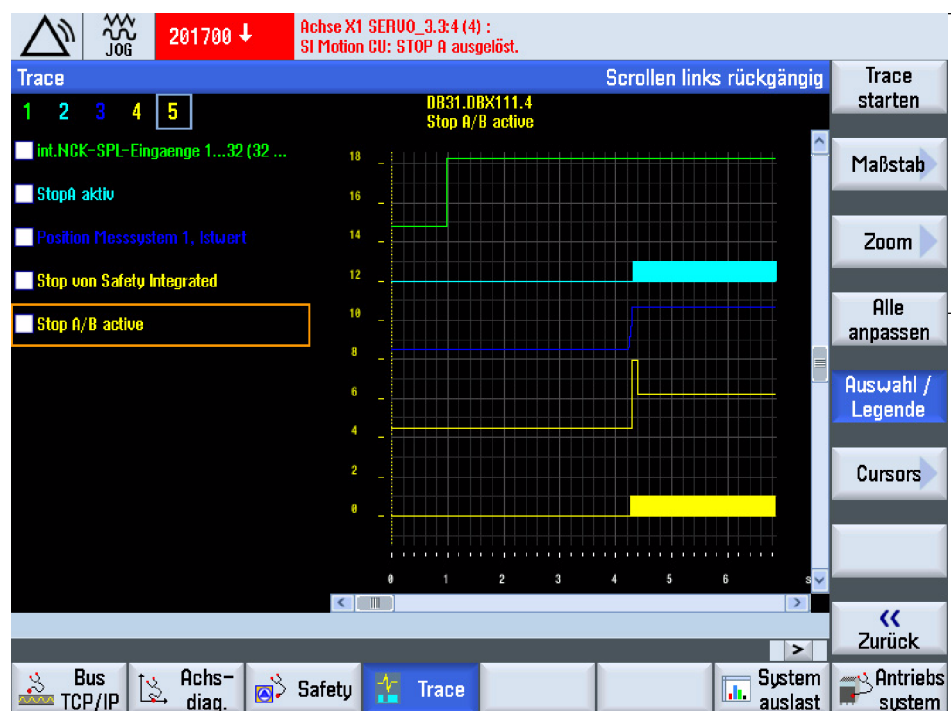 JOG
201700 ↓
Achse X1 SERVO_3.3:4 (4) :
SI Motion CU: STOP A ausgelöst.
Trace
Scrollen links rückgängig
1 2 3 4 5
DB31.DBX111.4
Stop A/B active
int.NCK-SPL-Eingaenge 1...32 (32 ...
StopA aktiv
Position Messsystem 1, Istwert
Stop von Safety Integrated
Stop A/B active
18
16
14
12
10
8
6
4
2
0
0 1 2 3 4 5 6 s
Trace
starten
Maßstab
Zoom
Alle
anpassen
Auswahl /
Legende
Cursors
«
Zurück
>
Bus
TCP/IP
Achs-
diag.
Safety
Trace
System
auslast
Antriebs
system